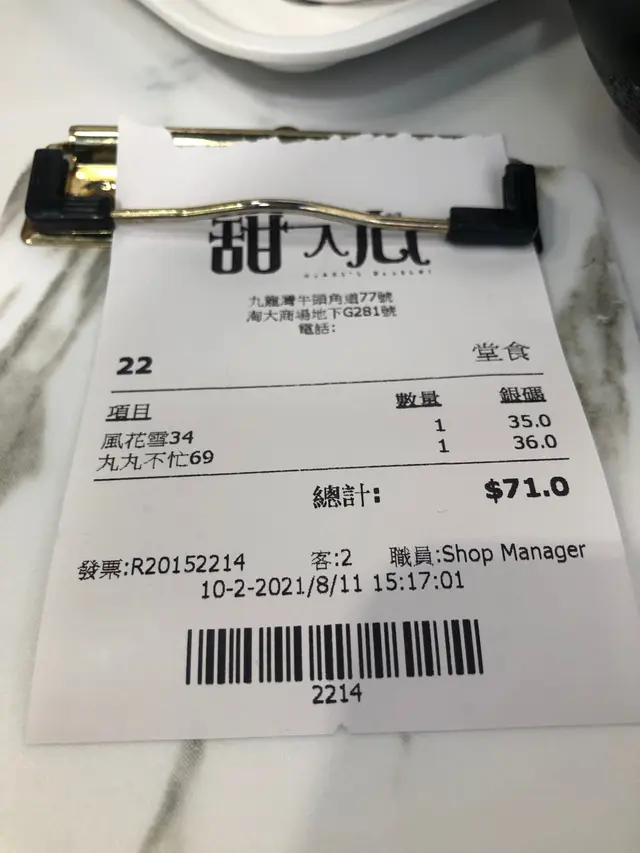 甜
九龍灣牛頭角道77號
淘大商場地下G281號
電話:
22 堂食
項目 數量 銀碼
風花雪34 1 35.0
丸丸不忙69 1 36.0
總計: $71.0
發票:R20152214 客:2 職員:Shop Manager
10-2-2021/8/11 15:17:01
2214